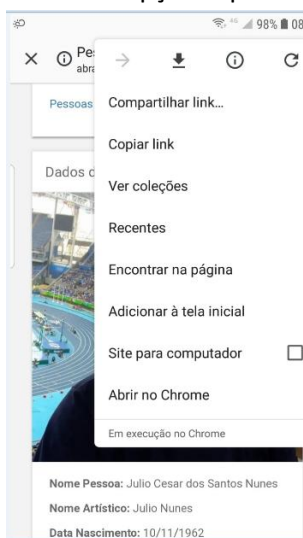 98% 08
Pe
abra
Pessoas
Dados d
Compartilhar link...
Copiar link
Ver coleções
Recentes
Encontrar na página
Adicionar à tela inicial
Site para computador
Abrir no Chrome
Em execução no Chrome
Nome Pessoa: Julio Cesar dos Santos Nunes
Nome Artístico: Julio Nunes
Data Nascimento: 10/11/1962